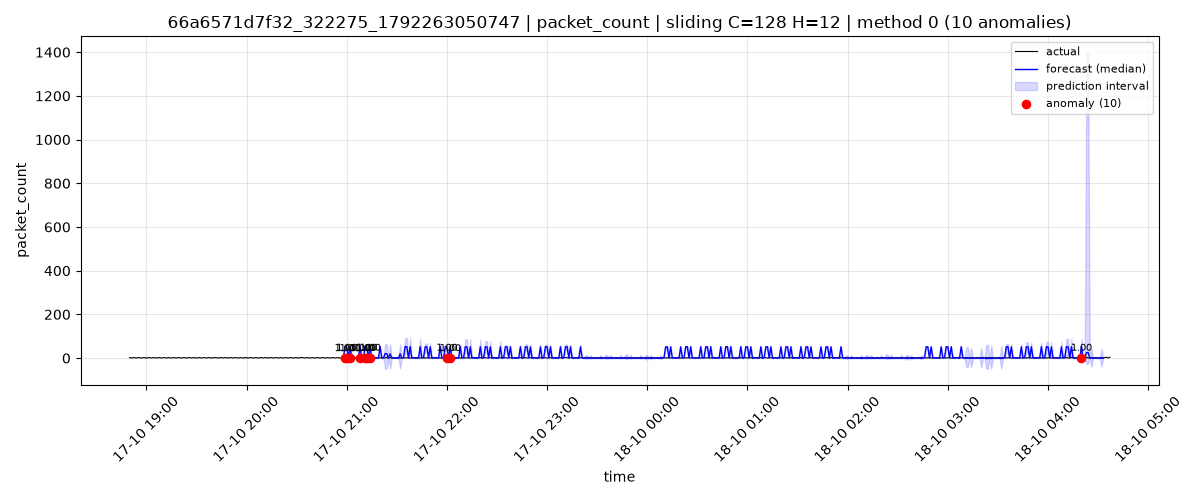 66a6571d7f32_322275_1792263050747 | packet_count | sliding C=128 H=12 | method 0 (10 anomalies)
actual
forecast (median)
prediction interval
anomaly (10)
packet_count
1400
1200
1000
800
600
400
200
0
1.00
17-10 19:00
17-10 20:00
17-10 21:00
17-10 22:00
17-10 23:00
18-10 00:00
18-10 01:00
18-10 02:00
18-10 03:00
18-10 04:00
18-10 05:00
time